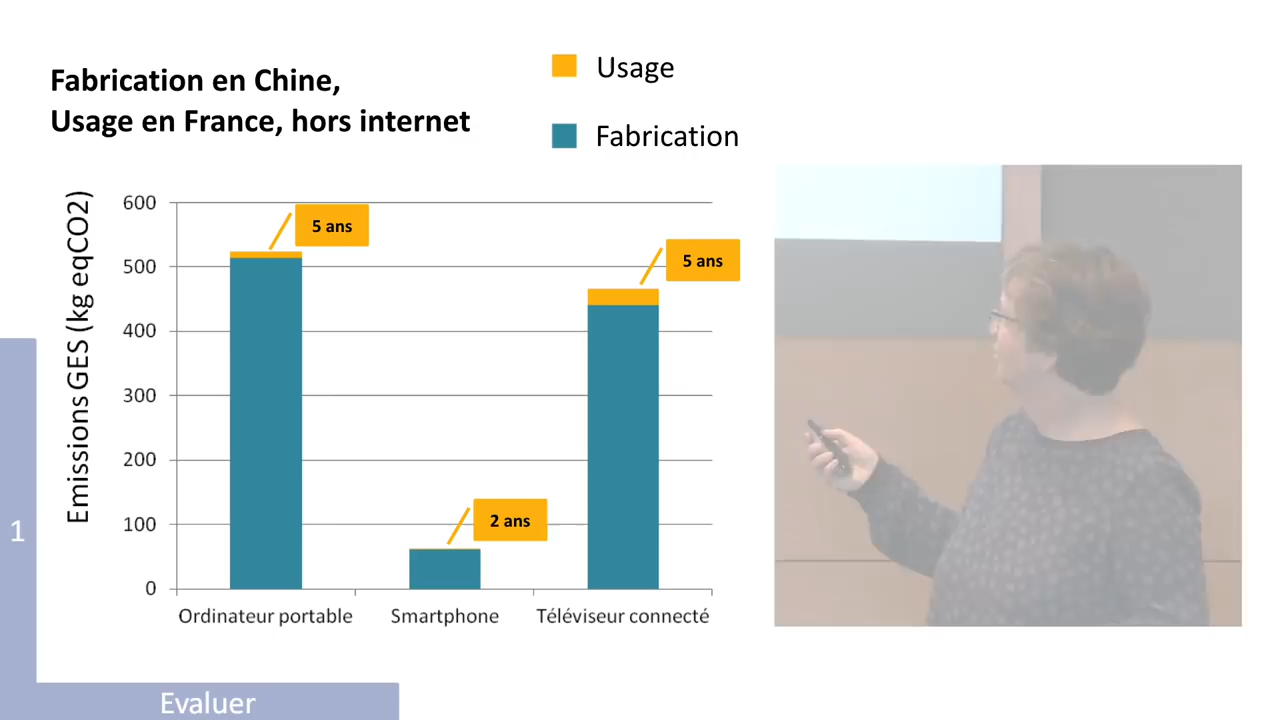 Fabrication en Chine,
Usage en France, hors internet
Usage
Fabrication
Emissions GES (kg eqCO2)
600
500
400
300
200
100
0
5 ans
2 ans
5 ans
Ordinateur portable
Smartphone
Téléviseur connecté
1
Evaluer